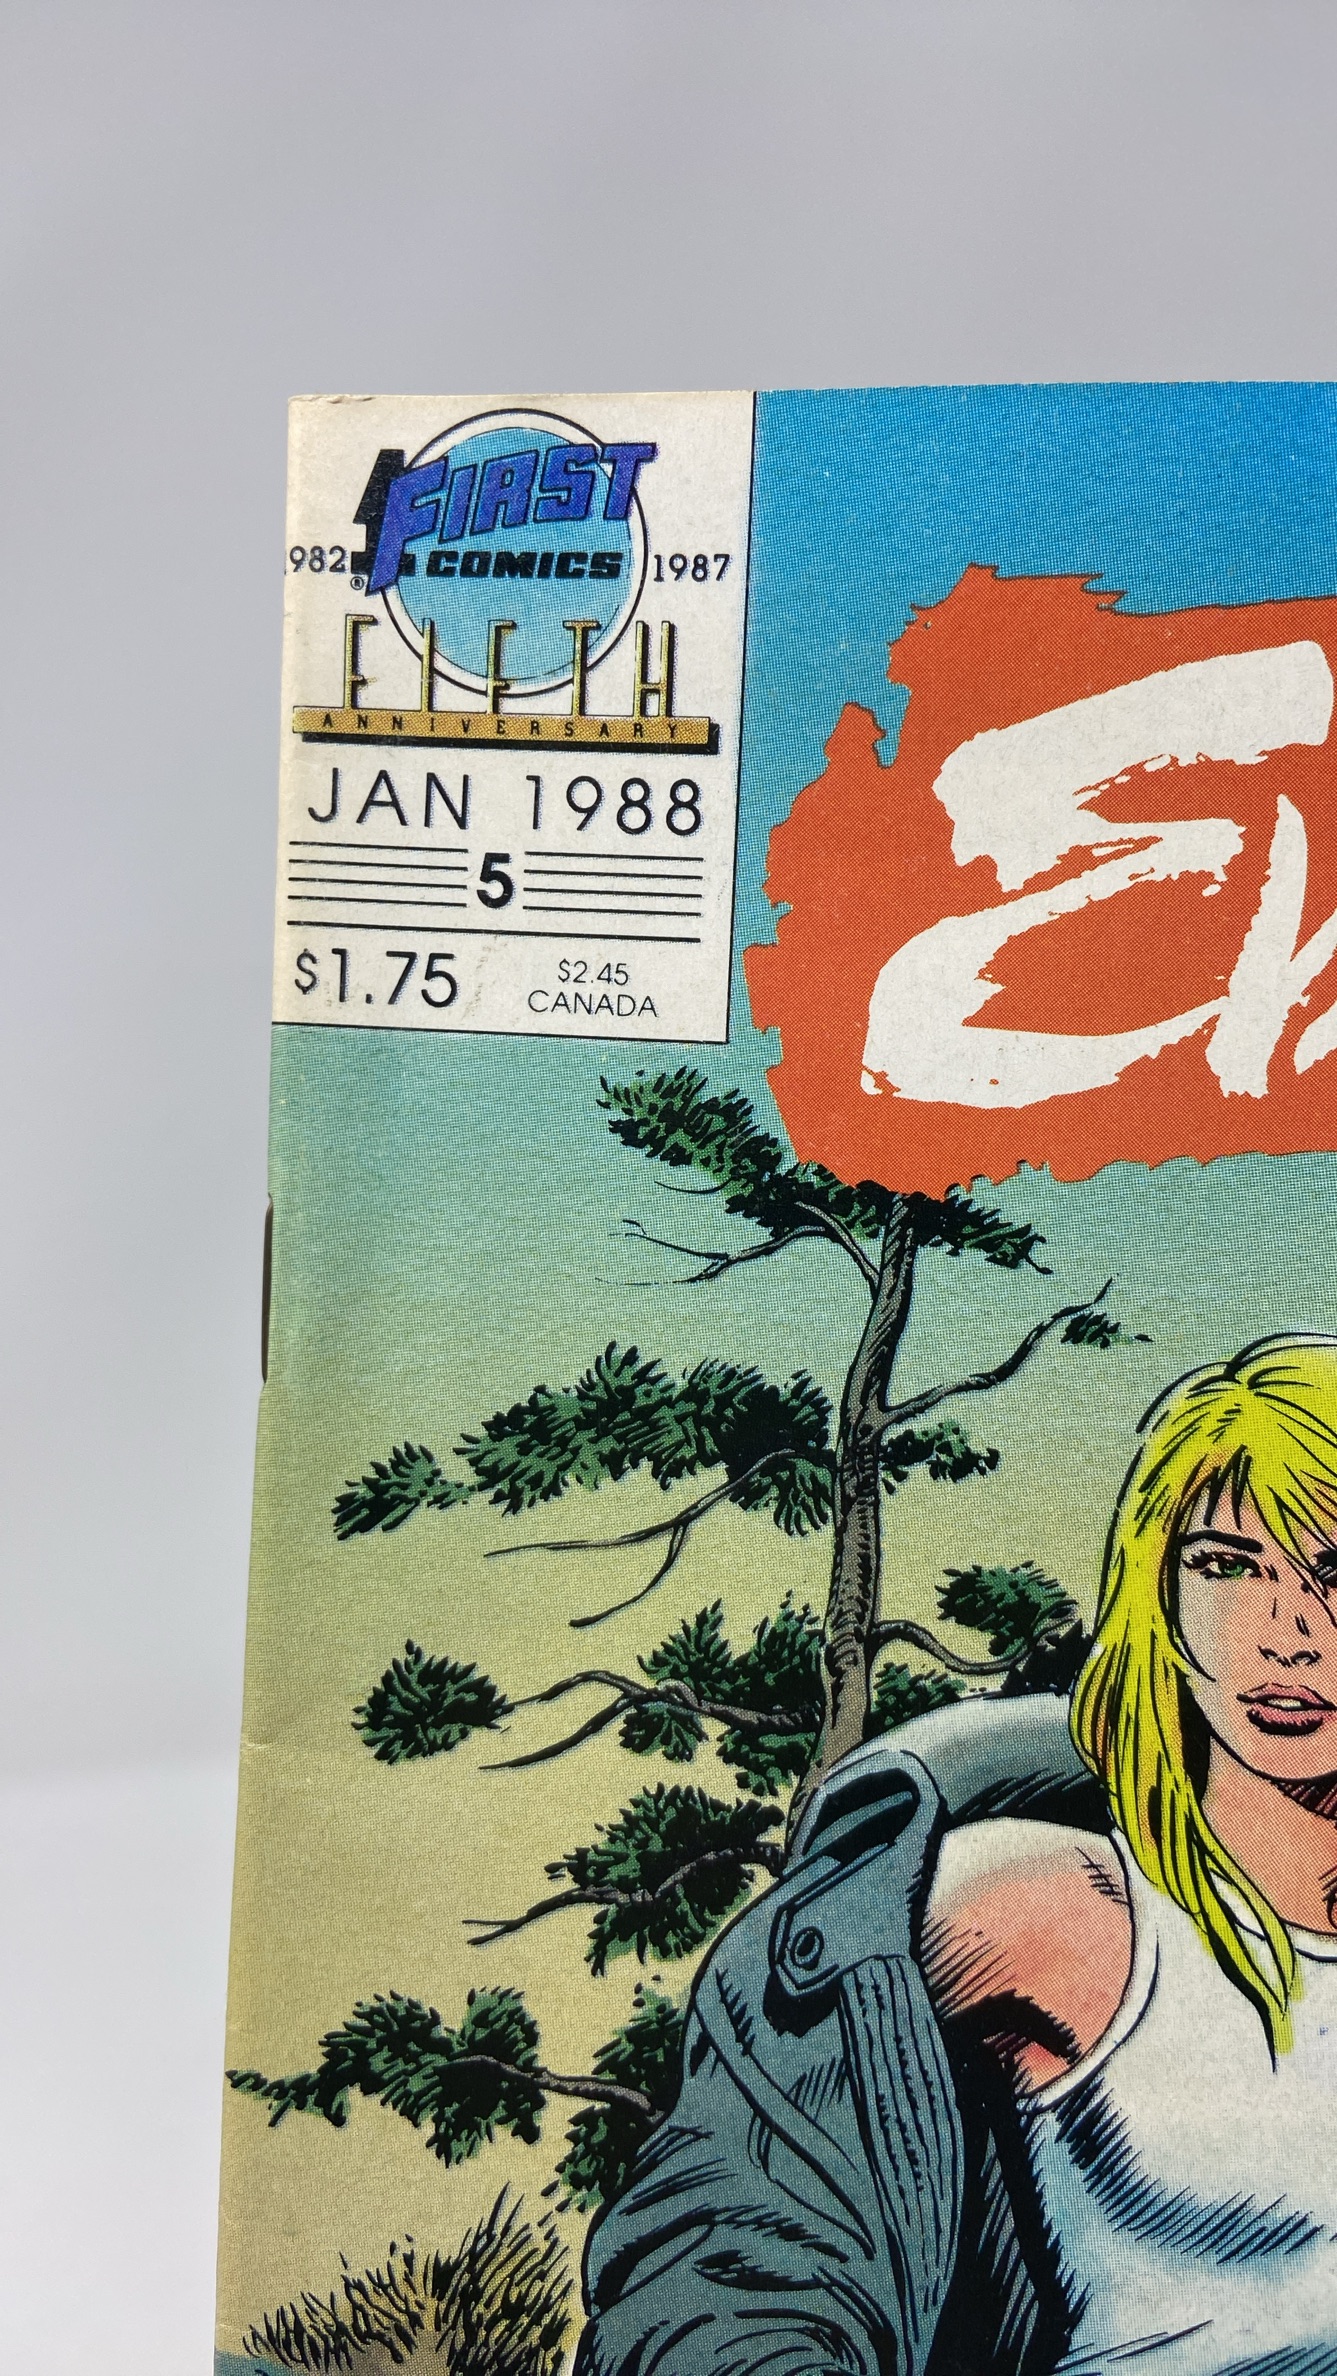 FIRST
COMICS
®
1982 1987
FIFTH
ANNIVERSARY
JAN 1988
5
$1.75 $2.45
CANADA